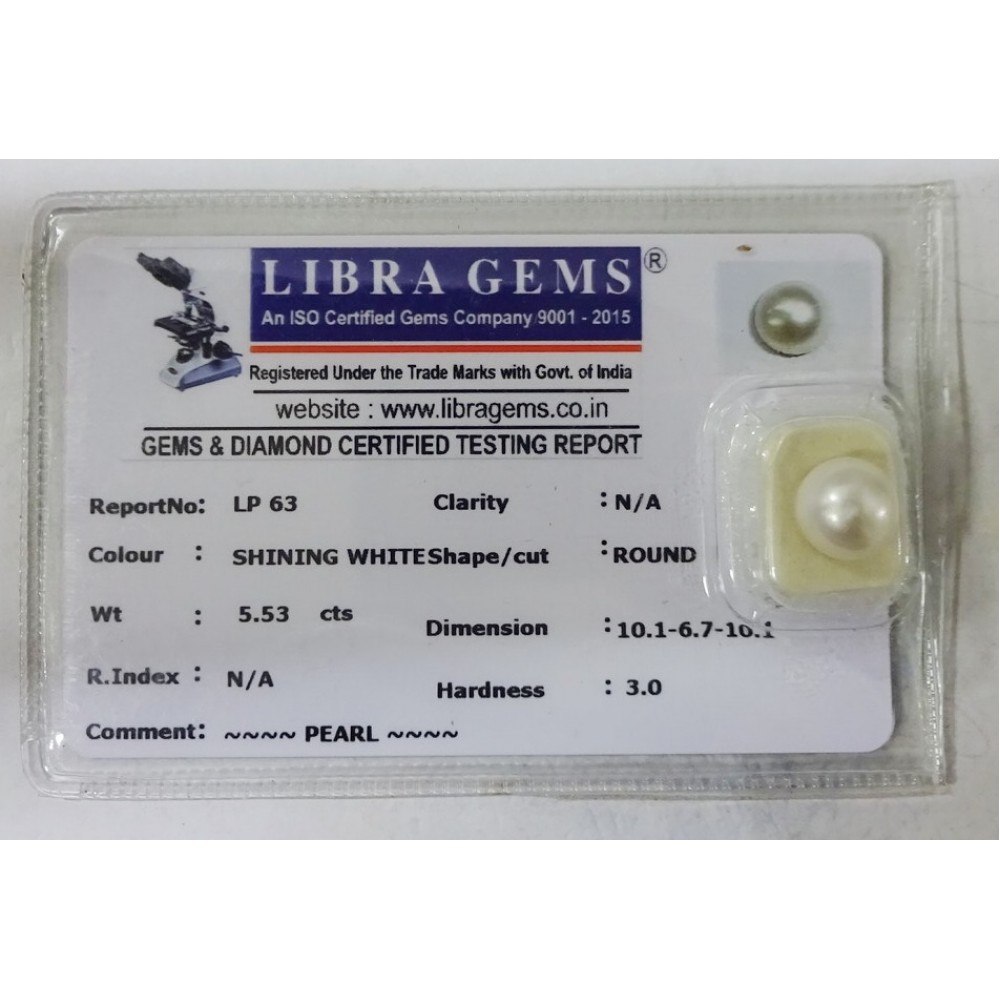 LIBRA GEMS ®
An ISO Certified Gems Company 9001 - 2015
Registered Under the Trade Marks with Govt. of India
website : www.libragems.co.in
GEMS & DIAMOND CERTIFIED TESTING REPORT
ReportNo: LP 63 Clarity : N/A
Colour : SHINING WHITE Shape/cut : ROUND
Wt : 5.53 cts Dimension : 10.1-6.7-10.1
R.Index : N/A Hardness : 3.0
Comment: ~~~~ PEARL ~~~~